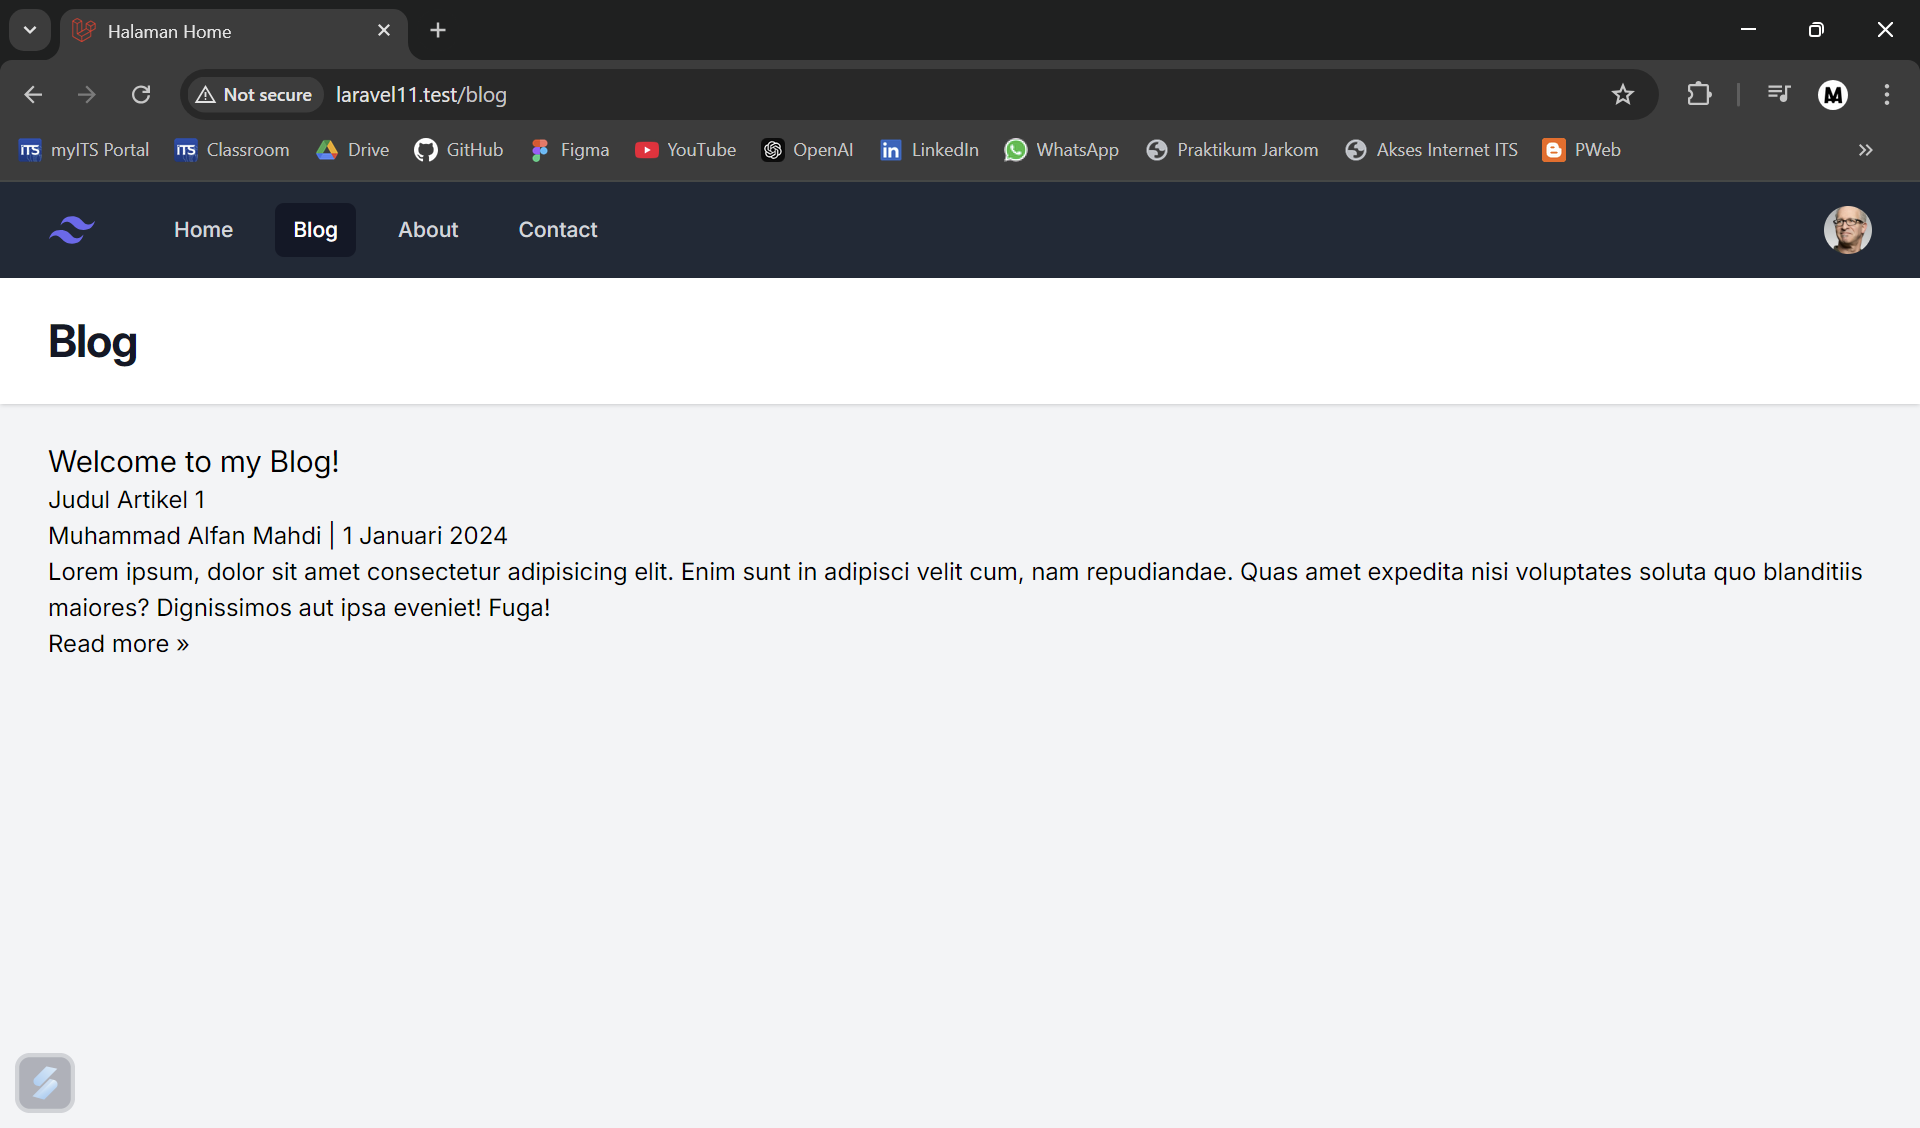 Halaman Home
Not secure laravel11.test/blog
myITS Portal Classroom Drive GitHub Figma YouTube OpenAI LinkedIn WhatsApp Praktikum Jarkom Akses Internet ITS PWeb
Home Blog About Contact
Blog
Welcome to my Blog!
Judul Artikel 1
Muhammad Alfan Mahdi | 1 Januari 2024
Lorem ipsum, dolor sit amet consectetur adipisicing elit. Enim sunt in adipisci velit cum, nam repudiandae. Quas amet expedita nisi voluptates soluta quo blanditiis
maiores? Dignissimos aut ipsa eveniet! Fuga!
Read more »